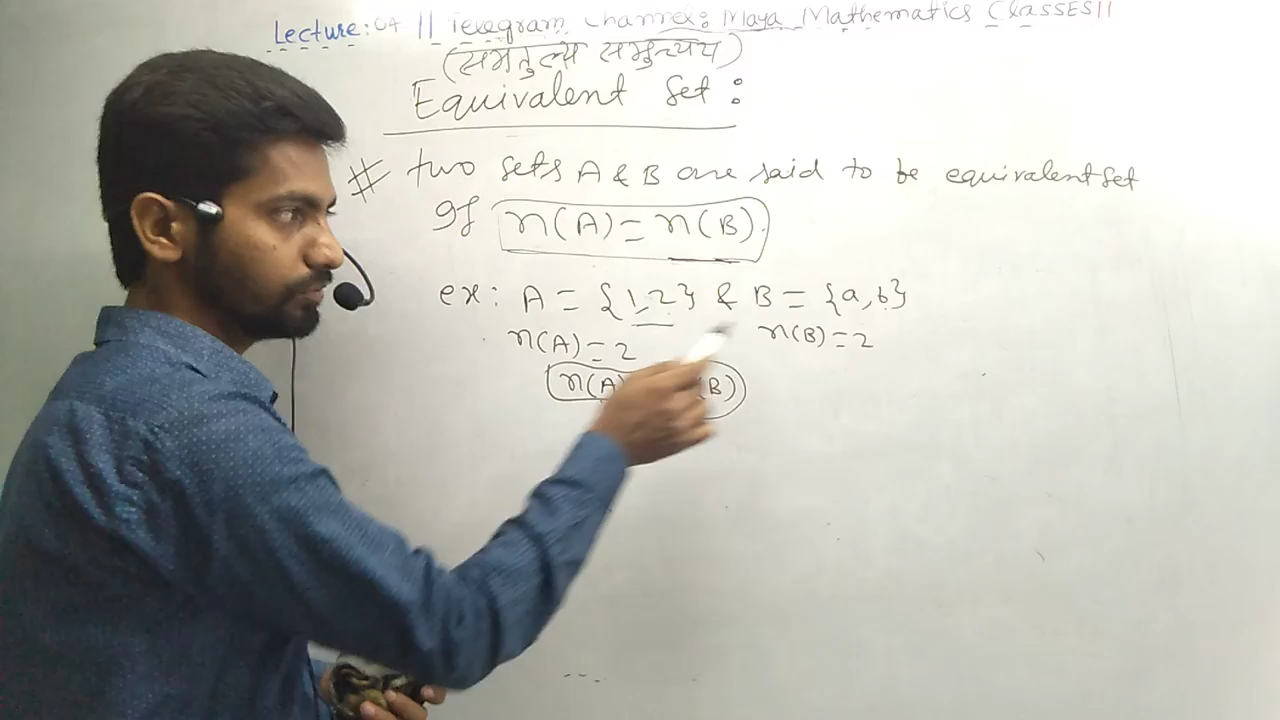 Lecture: 04 || Telegram Channel: Maya Mathematics Classes ||
(समतुल्य समुच्चय)
Equivalent Set:
# two sets A & B are said to be equivalent set
If n(A) = n(B).
ex: A = {1, 2} & B = {a, b}
n(A) = 2 n(B) = 2
n(A) (B)